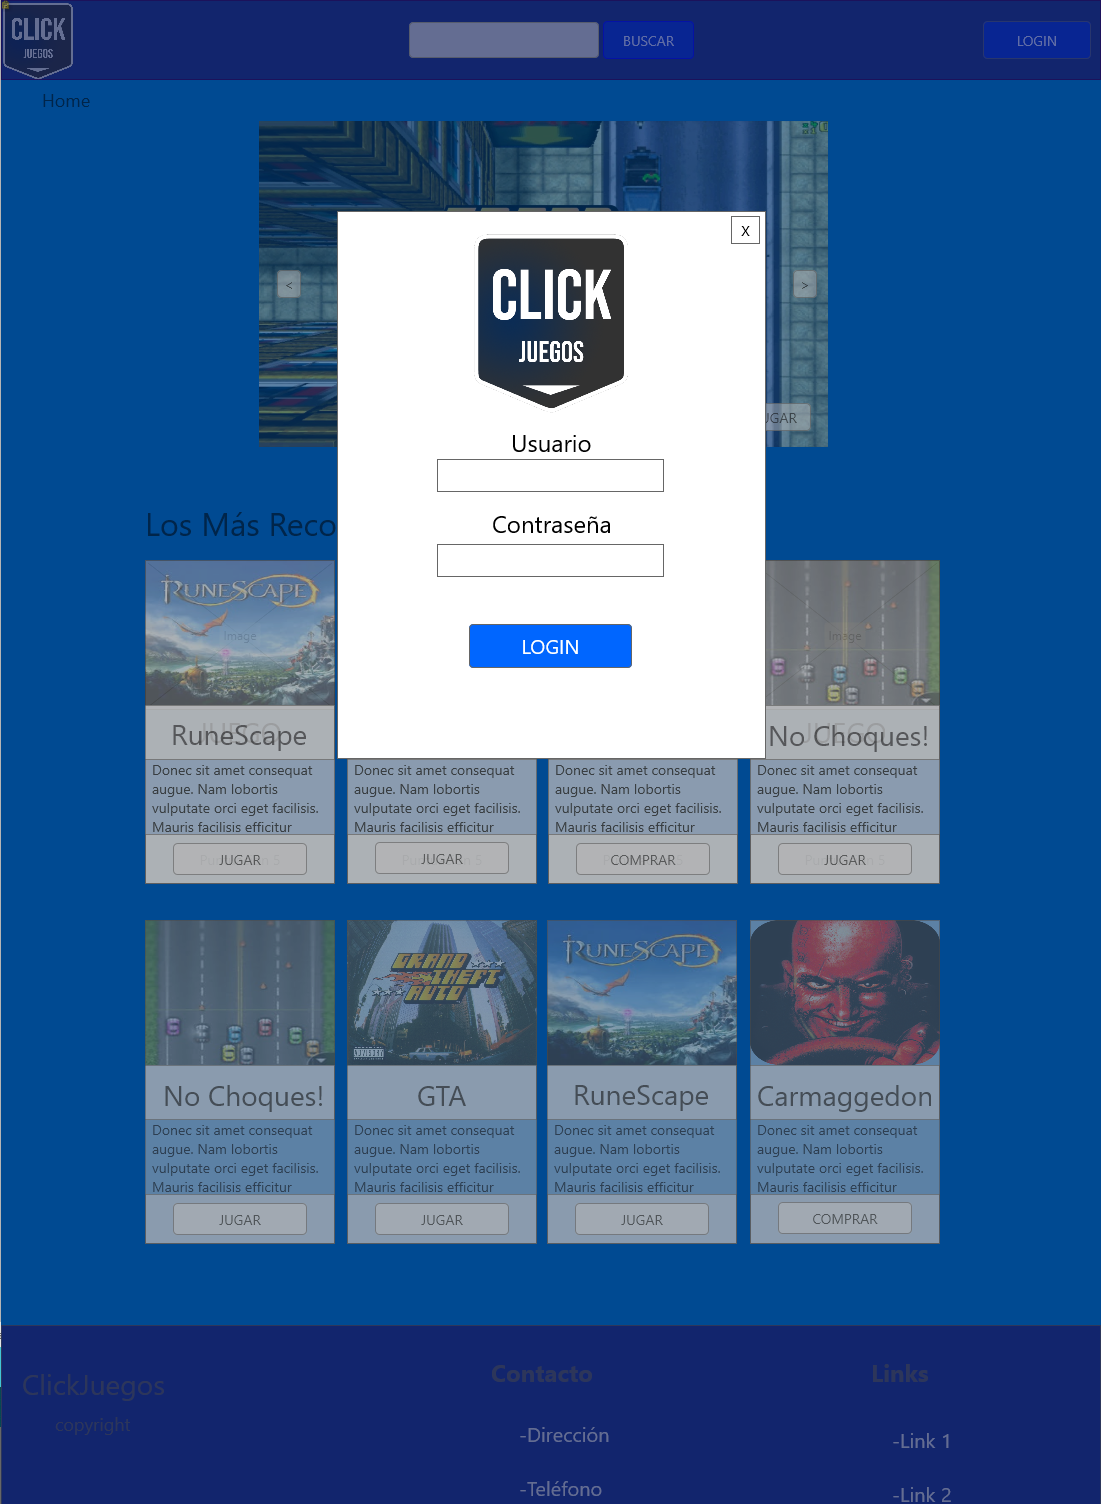 CLICK
JUEGOS
BUSCAR
LOGIN
Home
X
CLICK
JUEGOS
<
>
JUGAR
Usuario
Contraseña
LOGIN
Los Más Reco
RUNESCAPE
Image
Image
JUEGO
RuneScape
JUEGO
No Choques!
Donec sit amet consequat
augue. Nam lobortis
vulputate orci eget facilisis.
Mauris facilisis efficitur
Donec sit amet consequat
augue. Nam lobortis
vulputate orci eget facilisis.
Mauris facilisis efficitur
Donec sit amet consequat
augue. Nam lobortis
vulputate orci eget facilisis.
Mauris facilisis efficitur
Donec sit amet consequat
augue. Nam lobortis
vulputate orci eget facilisis.
Mauris facilisis efficitur
JUGAR
JUGAR
COMPRAR
JUGAR
GRAND
THEFT
AUTO
RUNESCAPE
No Choques!
GTA
RuneScape
Carmaggedon
Donec sit amet consequat
augue. Nam lobortis
vulputate orci eget facilisis.
Mauris facilisis efficitur
Donec sit amet consequat
augue. Nam lobortis
vulputate orci eget facilisis.
Mauris facilisis efficitur
Donec sit amet consequat
augue. Nam lobortis
vulputate orci eget facilisis.
Mauris facilisis efficitur
Donec sit amet consequat
augue. Nam lobortis
vulputate orci eget facilisis.
Mauris facilisis efficitur
JUGAR
JUGAR
JUGAR
COMPRAR
ClickJuegos
copyright
Contacto
-Dirección
-Teléfono
Links
-Link 1
-Link 2